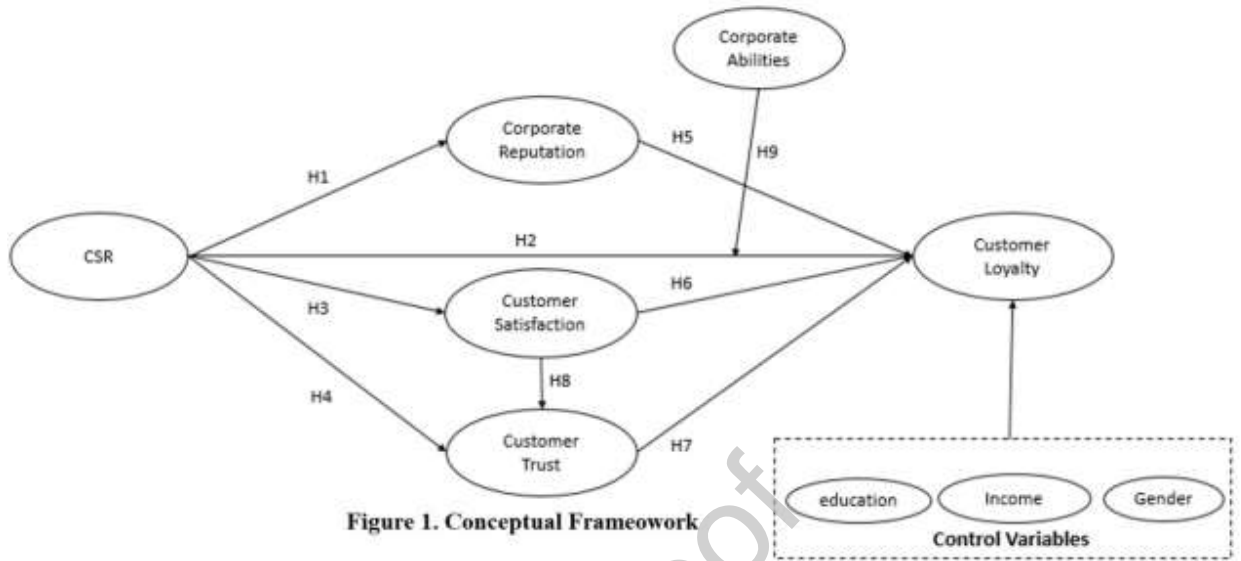 Corporate
Abilities
Corporate
Reputation
H5
H9
H1
CSR
H2
Customer
Loyalty
H3
Customer
Satisfaction
H6
H4
H8
Customer
Trust
H7
education
Income
Gender
Control Variables
Figure 1. Conceptual Frameowork